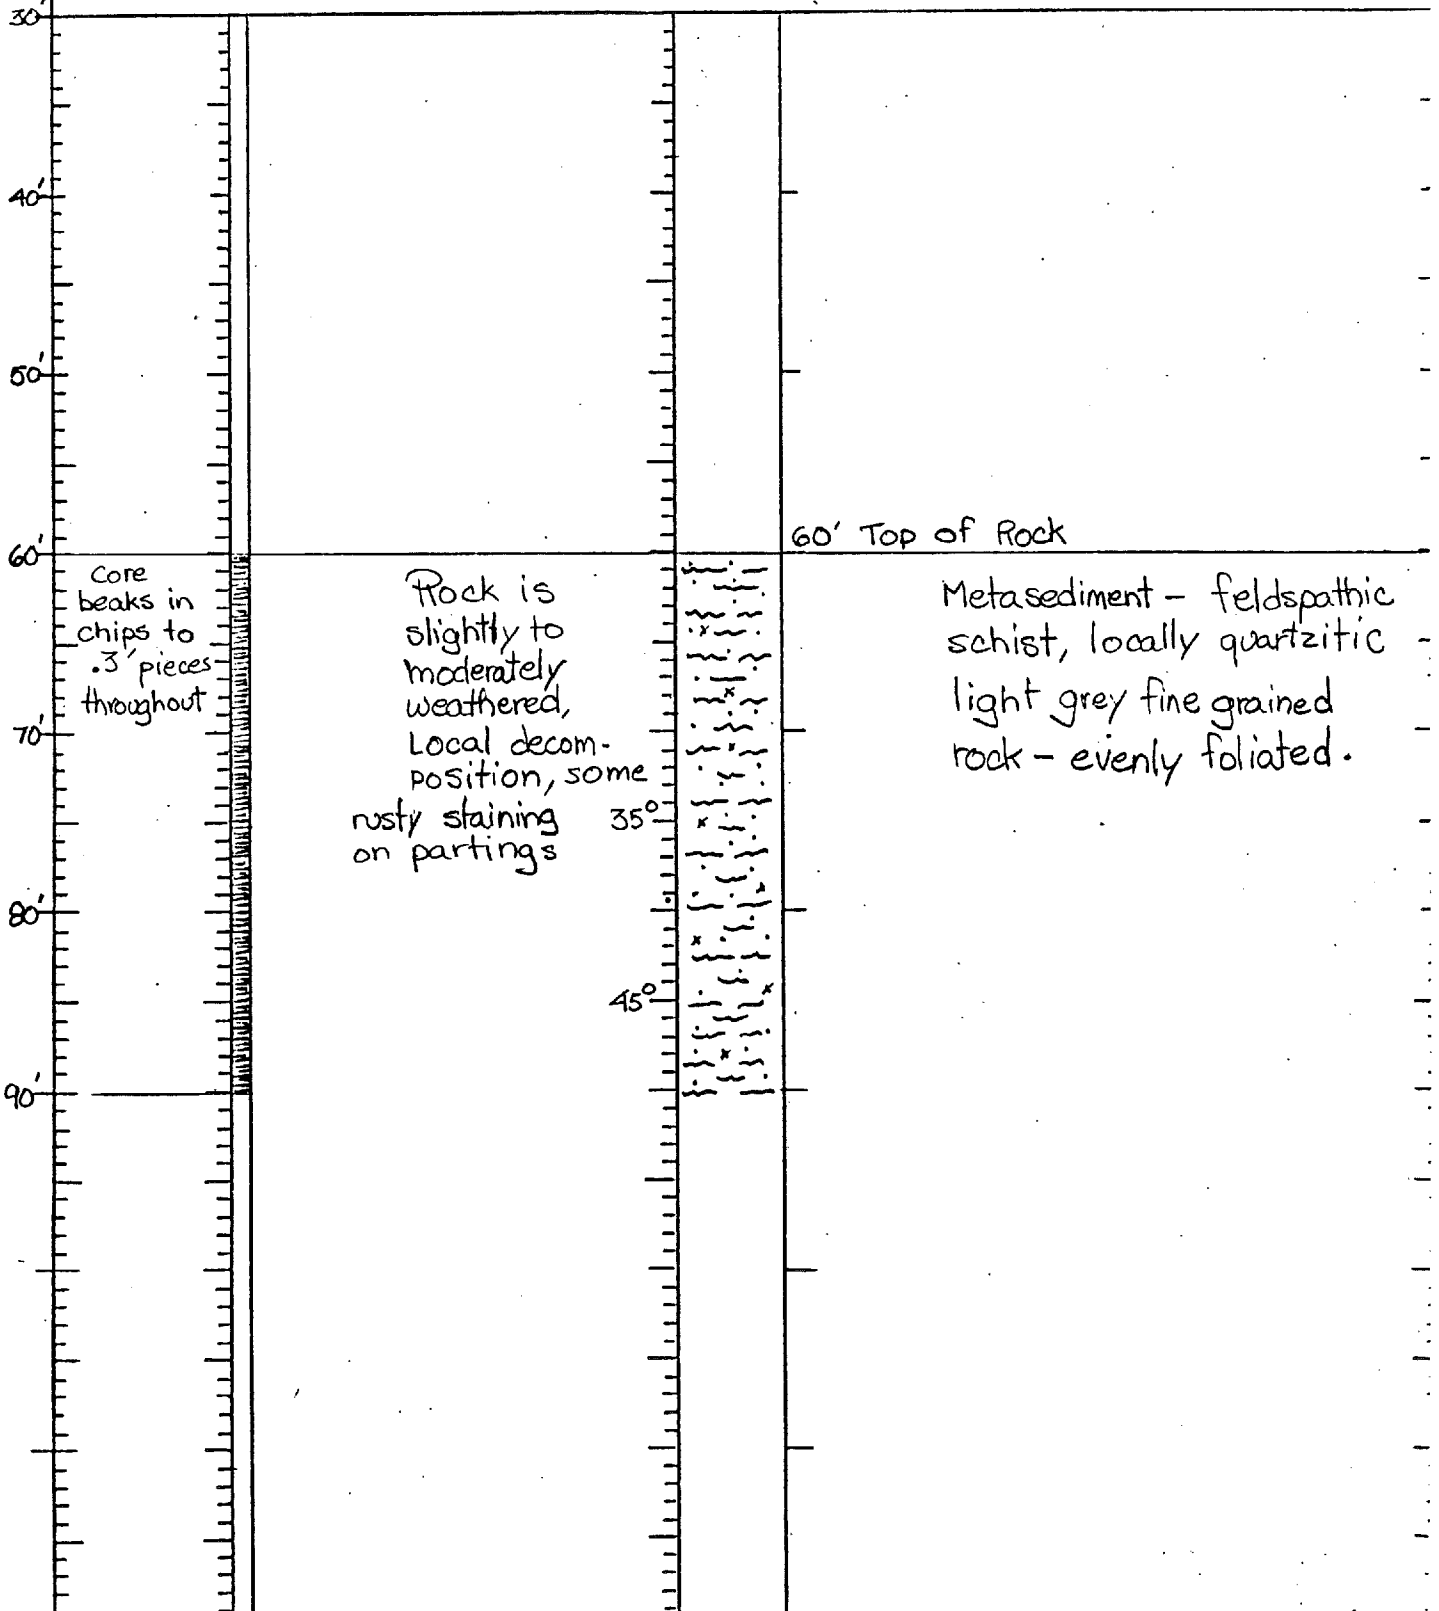 30'
40'
50'
60'
60' Top of Rock
Core
beaks in
chips to
.3' pieces
throughout
Rock is
slightly to
moderately
weathered,
Local decom-
position, some
rusty staining
on partings
Metasediment - feldspathic
schist, locally quartzitic
light grey fine grained
rock - evenly foliated.
70'
35°
80'
45°
90'